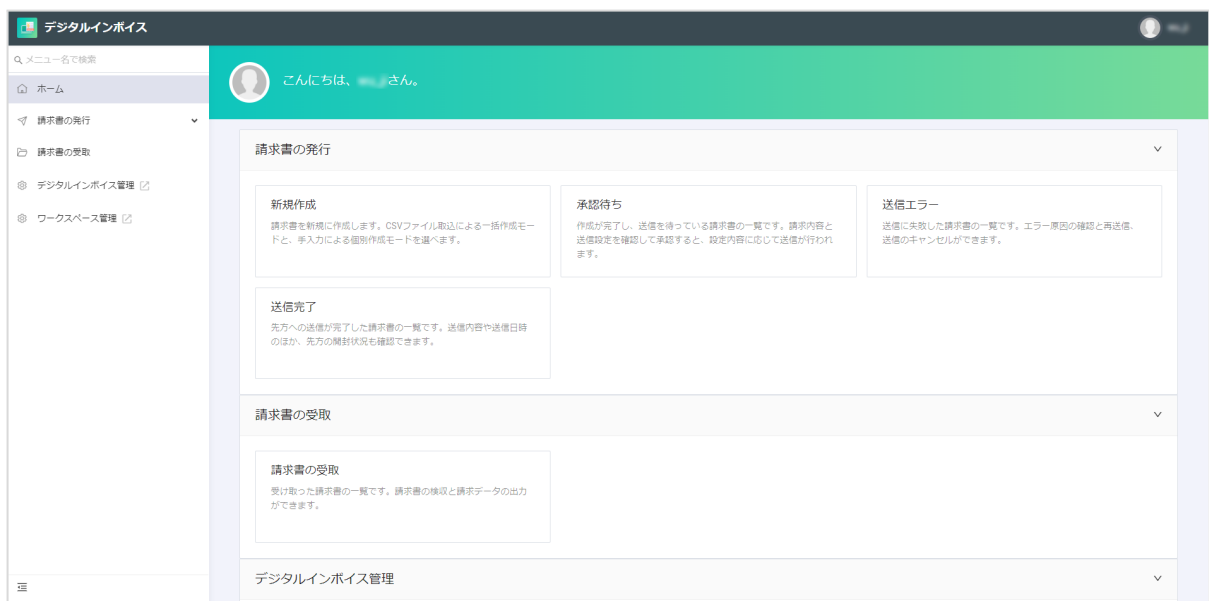 デジタルインボイス
メニュー名で検索
ホーム
請求書の発行
請求書の受取
デジタルインボイス管理
ワークスペース管理
こんにちは、 さん。
請求書の発行
新規作成
請求書を新規に作成します。CSVファイル取込による一括作成モー
ドと、手入力による個別作成モードを選べます。
承認待ち
作成が完了し、送信を待っている請求書の一覧です。請求内容と
送信設定を確認して承認すると、設定内容に応じて送信が行われ
ます。
送信エラー
送信に失敗した請求書の一覧です。エラー原因の確認と再送信、
送信のキャンセルができます。
送信完了
先方への送信が完了した請求書の一覧です。送信内容や送信日時
のほか、先方の開封状況も確認できます。
請求書の受取
請求書の受取
受け取った請求書の一覧です。請求書の検収と請求データの出力
ができます。
デジタルインボイス管理